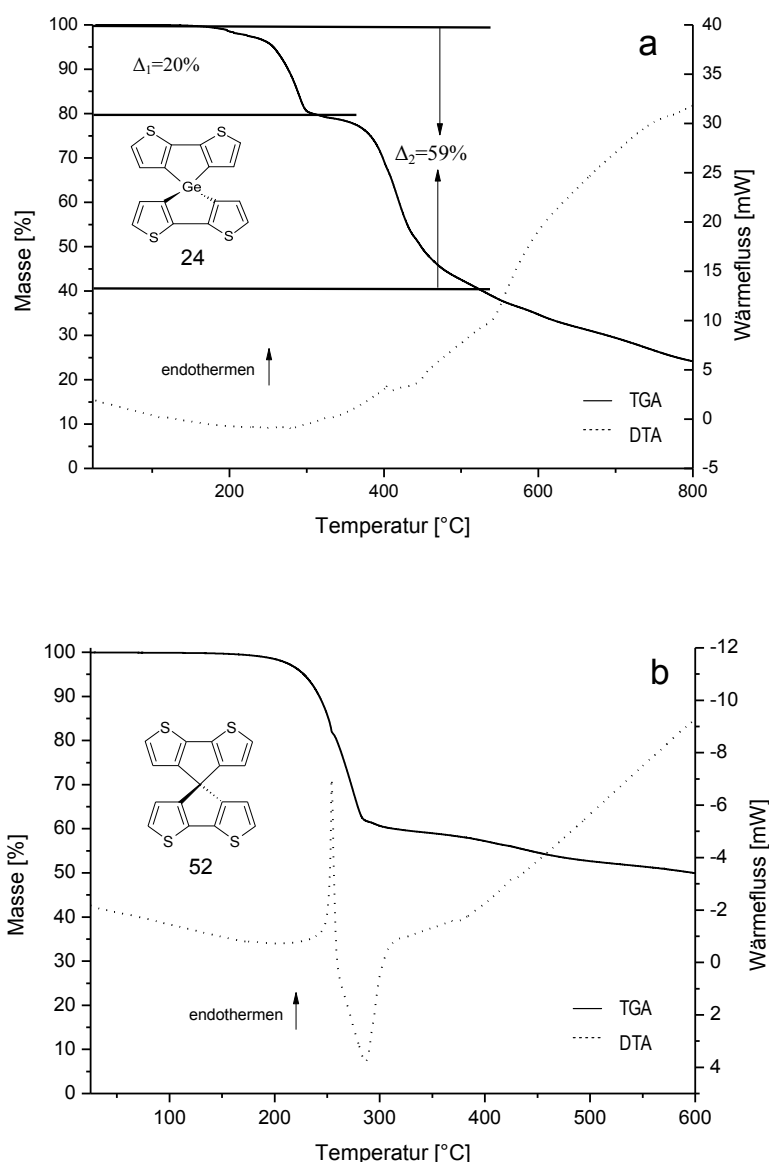 a
Δ₁=20%
Δ₂=59%
S S
Ge
S S
24
endothermen
TGA
DTA
Masse [%]
100
90
80
70
60
50
40
30
20
10
0
Wärmefluss [mW]
40
35
30
25
20
15
10
5
0
-5
200 400 600 800
Temperatur [°C]
b
S S
S S
52
endothermen
TGA
DTA
Masse [%]
100
90
80
70
60
50
40
30
20
10
0
Wärmefluss [mW]
-12
-10
-8
-6
-4
-2
0
2
4
100 200 300 400 500 600
Temperatur [°C]